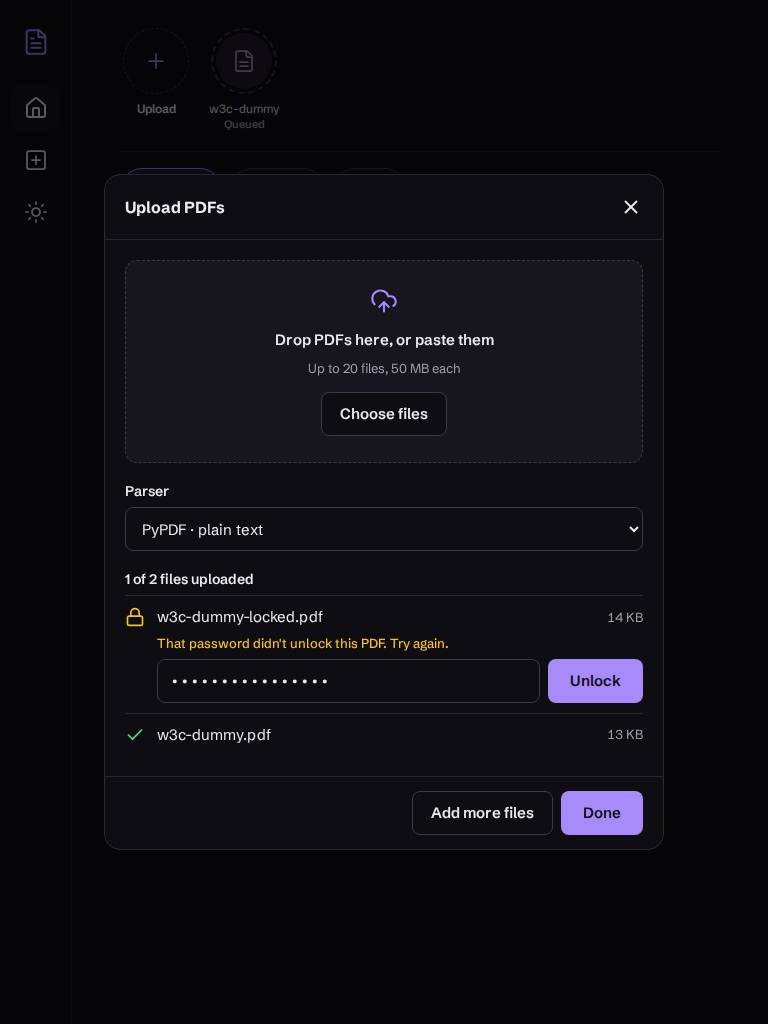 Upload
w3c-dummy
Queued
Upload PDFs
Drop PDFs here, or paste them
Up to 20 files, 50 MB each
Choose files
Parser
PyPDF · plain text
1 of 2 files uploaded
w3c-dummy-locked.pdf
14 KB
That password didn't unlock this PDF. Try again.
••••••••••••••••
Unlock
w3c-dummy.pdf
13 KB
Add more files
Done